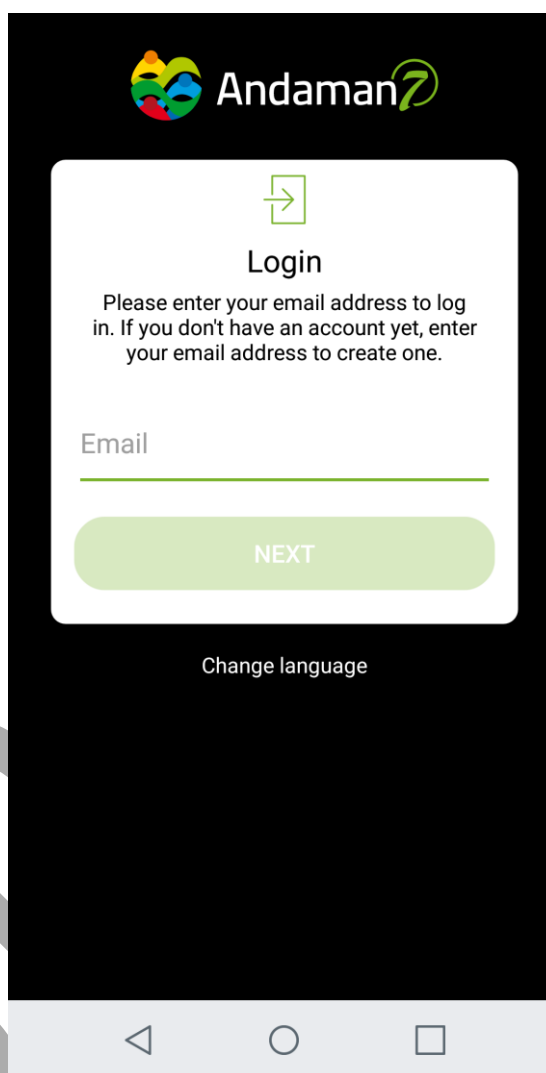 Andaman7
Login
Please enter your email address to log
in. If you don't have an account yet, enter
your email address to create one.
Email
NEXT
Change language